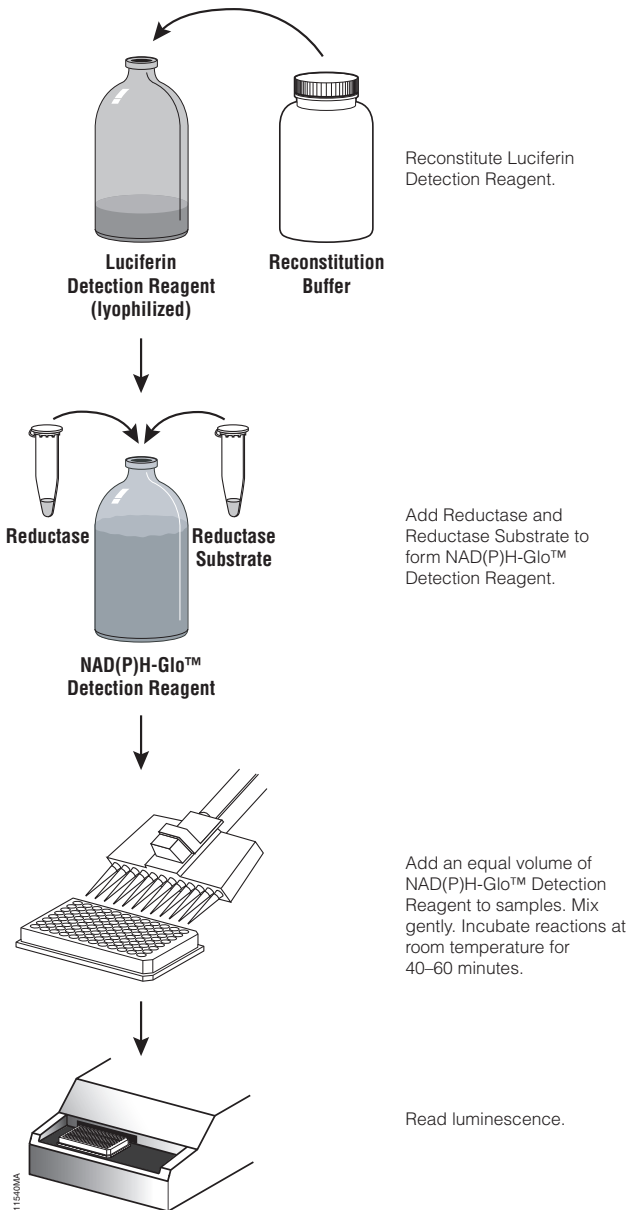 Reconstitute Luciferin
Detection Reagent.
Luciferin
Detection Reagent
(lyophilized)
Reconstitution
Buffer
Reductase
Reductase
Substrate
Add Reductase and
Reductase Substrate to
form NAD(P)H-Glo™
Detection Reagent.
NAD(P)H-Glo™
Detection Reagent
Add an equal volume of
NAD(P)H-Glo™ Detection
Reagent to samples. Mix
gently. Incubate reactions at
room temperature for
40–60 minutes.
Read luminescence.
11540MA